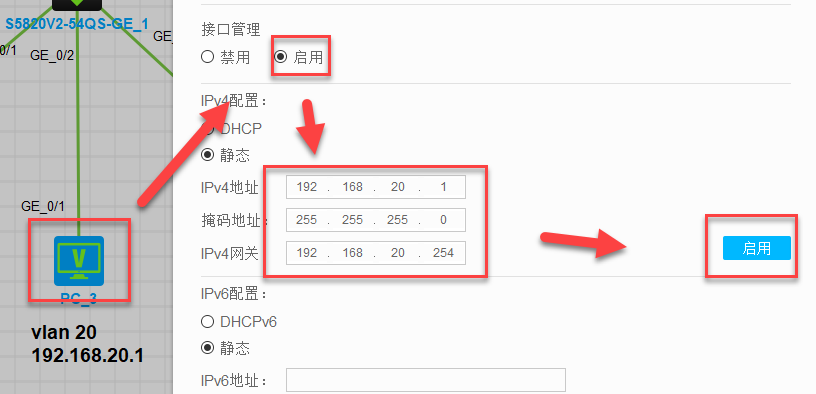 S5820V2-54QS-GE_1
0/1
GE_0/2
GE_
GE_0/1
V
PC_3
vlan 20
192.168.20.1
接口管理
禁用 启用
IPv4配置：
DHCP
静态
IPv4地址： 192 . 168 . 20 . 1
掩码地址： 255 . 255 . 255 . 0
IPv4网关： 192 . 168 . 20 . 254
启用
IPv6配置：
DHCPv6
静态
IPv6地址：